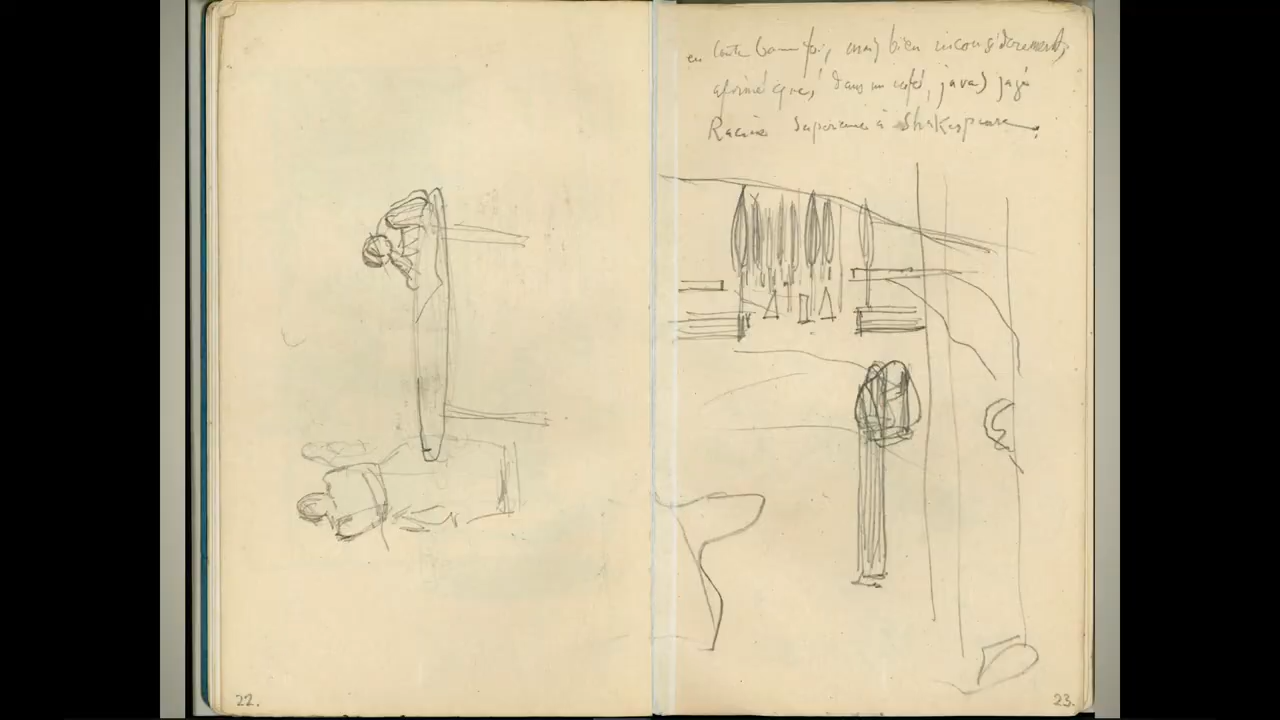 en toute bonne foi, mais bien inconsidérément,
affirmé que, dans un café, j'avais jugé
Racine supérieur à Shakespeare.
22.
23.